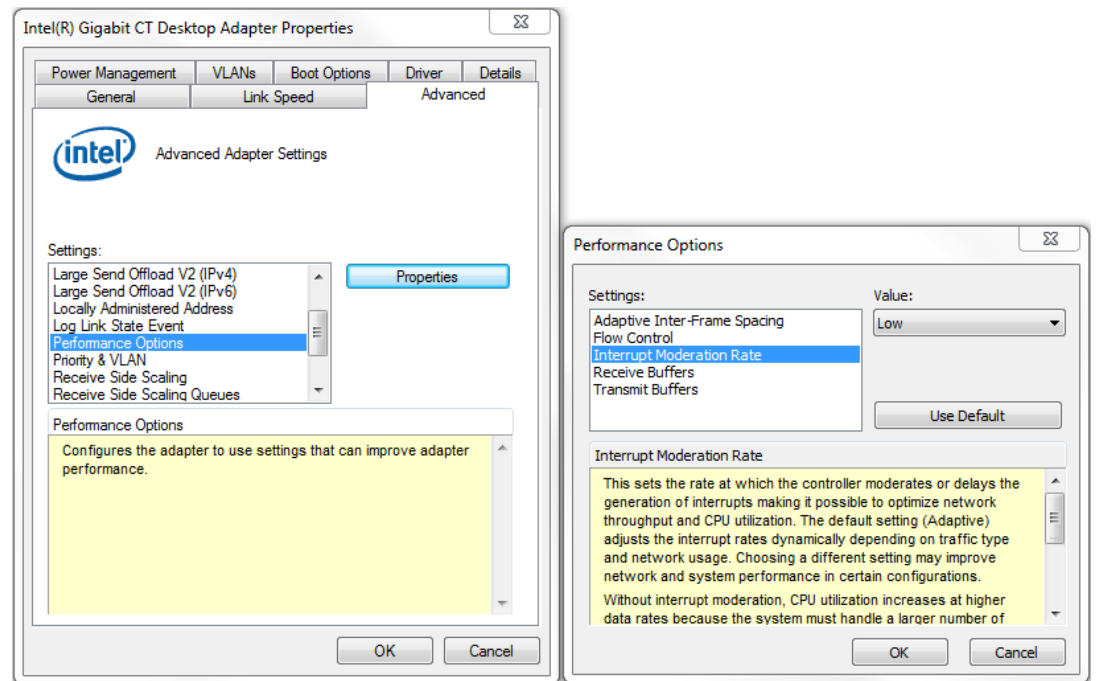 Intel(R) Gigabit CT Desktop Adapter Properties
Power Management
VLANs
Boot Options
Driver
Details
General
Link Speed
Advanced
intel
Advanced Adapter Settings
Settings:
Large Send Offload V2 (IPv4)
Large Send Offload V2 (IPv6)
Locally Administered Address
Log Link State Event
Performance Options
Priority & VLAN
Receive Side Scaling
Receive Side Scaling Queues
Properties
Performance Options
Configures the adapter to use settings that can improve adapter
performance.
OK
Cancel
Performance Options
Settings:
Adaptive Inter-Frame Spacing
Flow Control
Interrupt Moderation Rate
Receive Buffers
Transmit Buffers
Value:
Low
Use Default
Interrupt Moderation Rate
This sets the rate at which the controller moderates or delays the
generation of interrupts making it possible to optimize network
throughput and CPU utilization. The default setting (Adaptive)
adjusts the interrupt rates dynamically depending on traffic type
and network usage. Choosing a different setting may improve
network and system performance in certain configurations.
Without interrupt moderation, CPU utilization increases at higher
data rates because the system must handle a larger number of
OK
Cancel